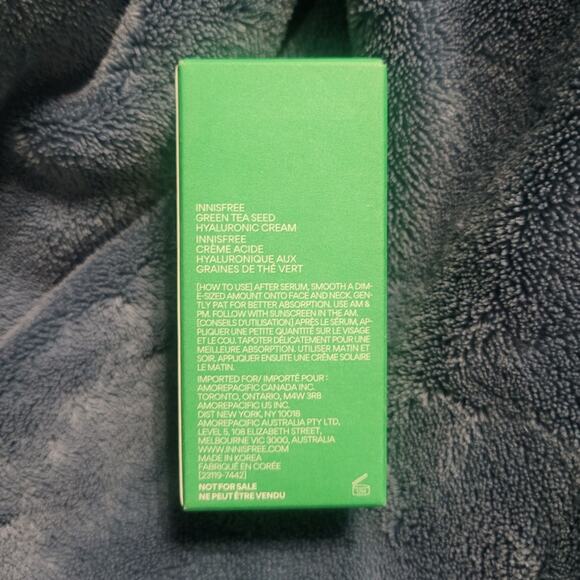 INNISFREE
GREEN TEA SEED
HYALURONIC CREAM
INNISFREE
CRÈME ACIDE
HYALURONIQUE AUX
GRAINES DE THÉ VERT
[HOW TO USE] AFTER SERUM, SMOOTH A DIM-
E-SIZED AMOUNT ONTO FACE AND NECK. GEN-
TLY PAT FOR BETTER ABSORPTION. USE AM &
PM. FOLLOW WITH SUNSCREEN IN THE AM.
[CONSEILS D'UTILISATION] APRÈS LE SÉRUM, AP-
PLIQUER UNE PETITE QUANTITÉ SUR LE VISAGE
ET LE COU. TAPOTER DÉLICATEMENT POUR UNE
MEILLEURE ABSORPTION. UTILISER MATIN ET
SOIR. APPLIQUER ENSUITE UNE CRÈME SOLAIRE
LE MATIN.
IMPORTED FOR/ IMPORTÉ POUR :
AMOREPACIFIC CANADA INC.
TORONTO, ONTARIO, M4W 3R8
AMOREPACIFIC US INC.
DIST NEW YORK, NY 10018
AMOREPACIFIC AUSTRALIA PTY LTD,
LEVEL 5, 108 ELIZABETH STREET,
MELBOURNE VIC 3000, AUSTRALIA
WWW.INNISFREE.COM
MADE IN KOREA
FABRIQUÉ EN CORÉE
[23119-7442]
NOT FOR SALE
NE PEUT ÊTRE VENDU